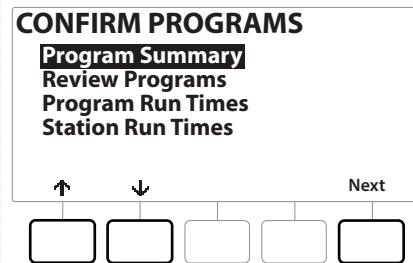 CONFIRM PROGRAMS
Program Summary
Review Programs
Program Run Times
Station Run Times
↑ ↓ Next